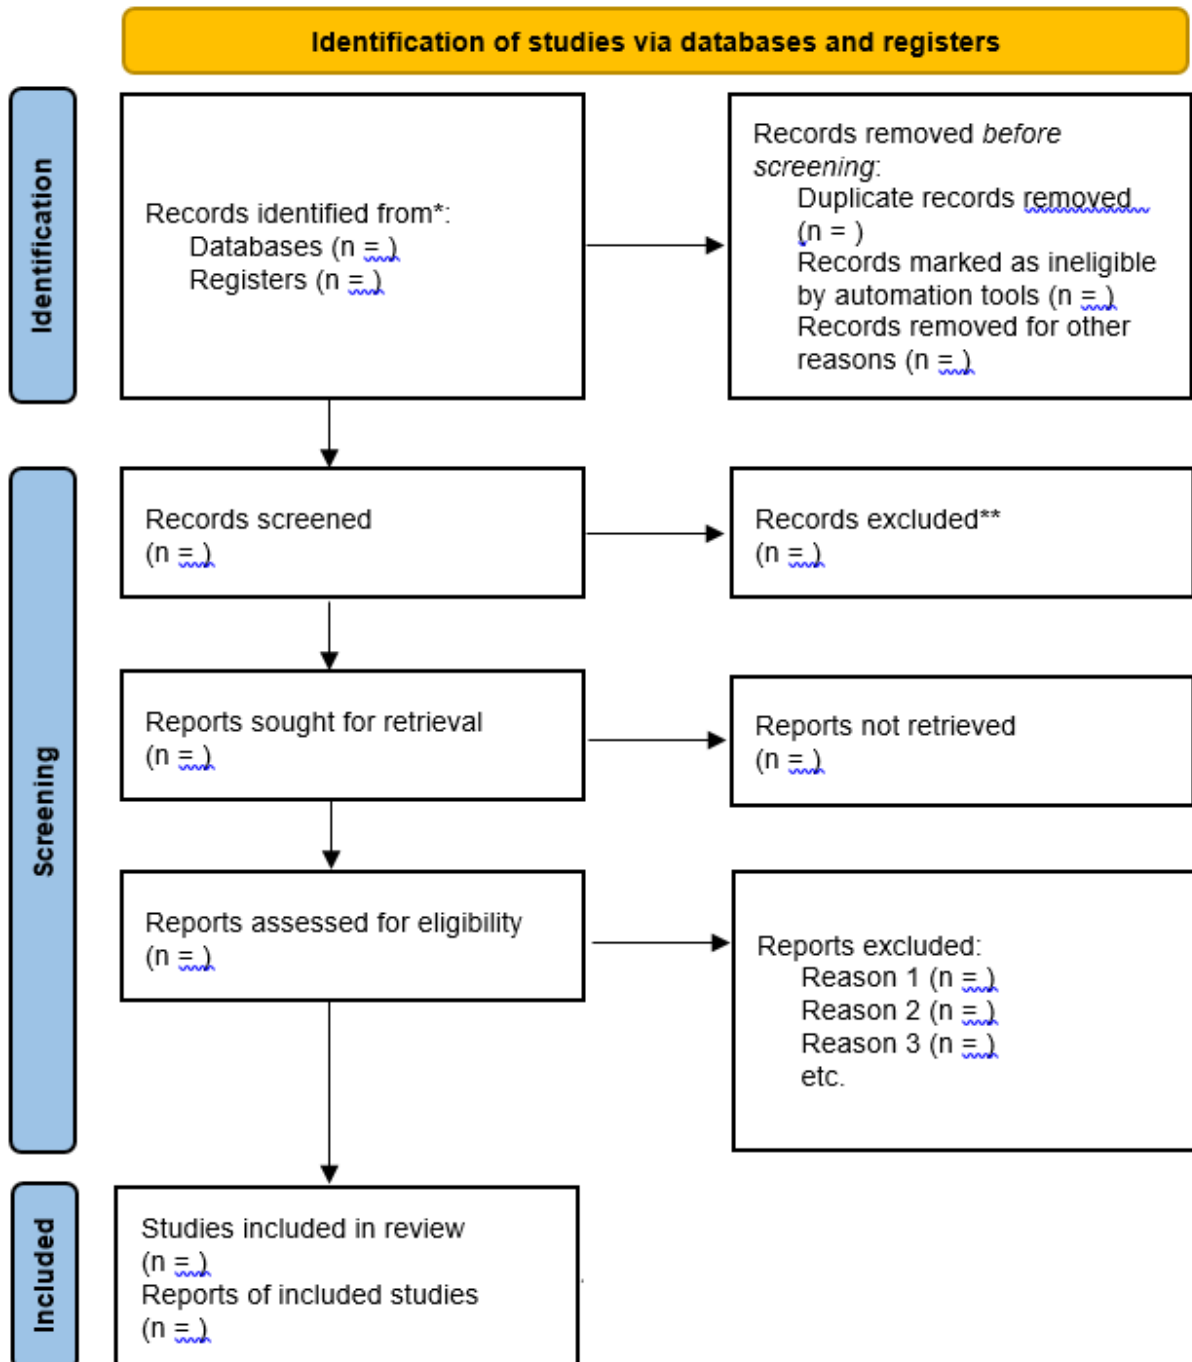 Identification of studies via databases and registers
Identification
Records identified from*:
Databases (n = )
Registers (n = )
Records removed before
screening:
Duplicate records removed
(n = )
Records marked as ineligible
by automation tools (n = )
Records removed for other
reasons (n = )
Screening
Records screened
(n = )
Records excluded**
(n = )
Reports sought for retrieval
(n = )
Reports not retrieved
(n = )
Reports assessed for eligibility
(n = )
Reports excluded:
Reason 1 (n = )
Reason 2 (n = )
Reason 3 (n = )
etc.
Included
Studies included in review
(n = )
Reports of included studies
(n = )